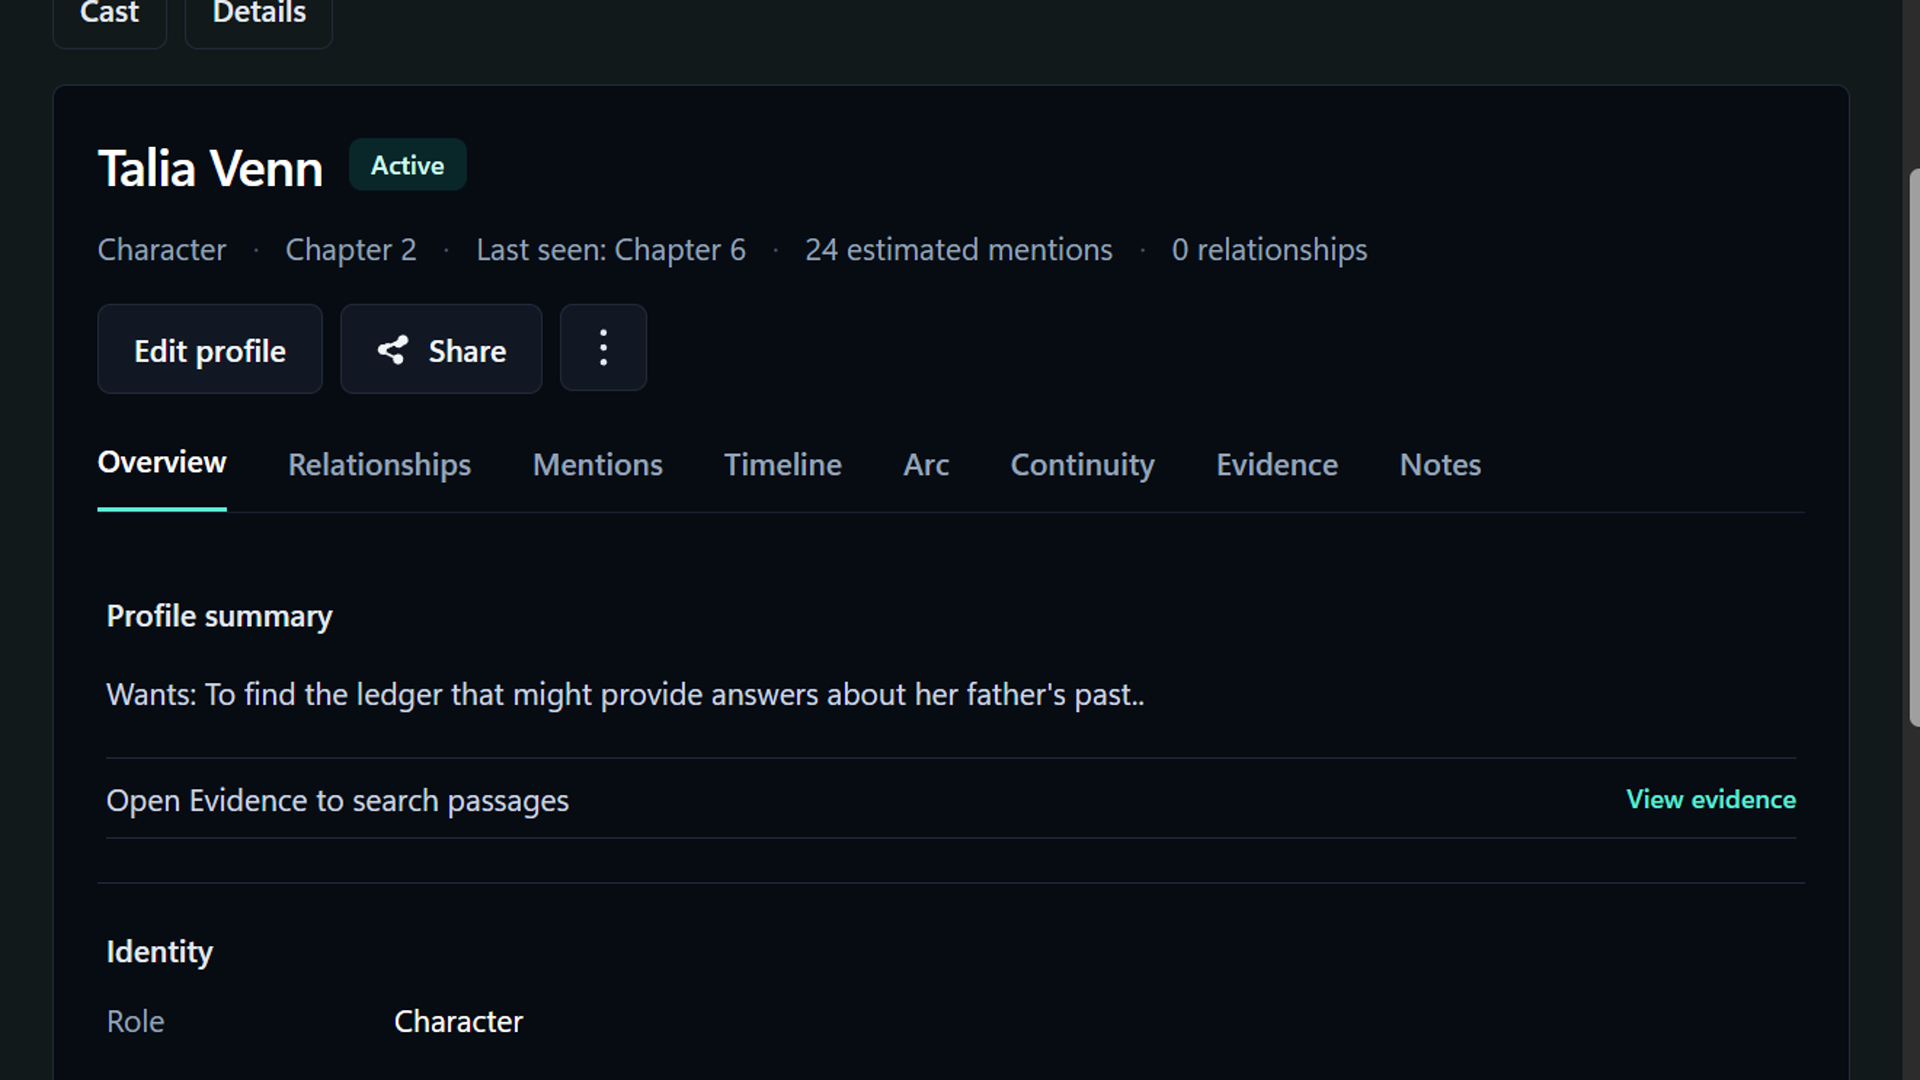 Cast Details
Talia Venn Active
Character · Chapter 2 · Last seen: Chapter 6 · 24 estimated mentions · 0 relationships
Edit profile Share
Overview Relationships Mentions Timeline Arc Continuity Evidence Notes
Profile summary
Wants: To find the ledger that might provide answers about her father's past..
Open Evidence to search passages View evidence
Identity
Role Character